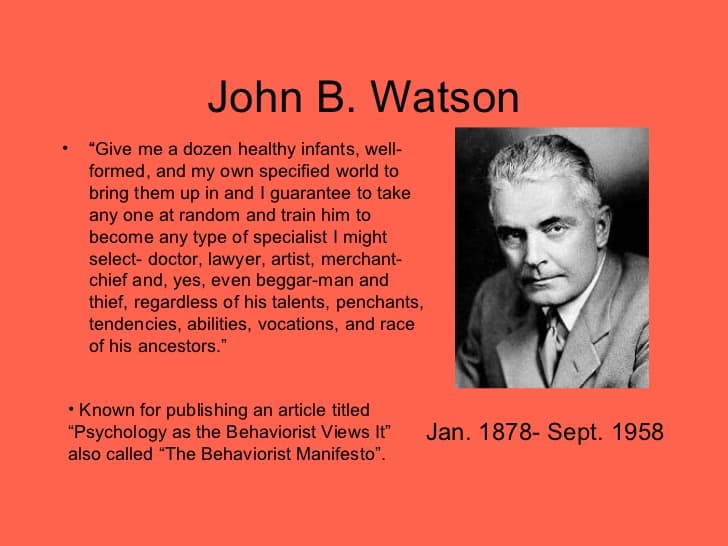 John B. Watson
• “Give me a dozen healthy infants, well-
formed, and my own specified world to
bring them up in and I guarantee to take
any one at random and train him to
become any type of specialist I might
select- doctor, lawyer, artist, merchant-
chief and, yes, even beggar-man and
thief, regardless of his talents, penchants,
tendencies, abilities, vocations, and race
of his ancestors.”
• Known for publishing an article titled
“Psychology as the Behaviorist Views It”
also called “The Behaviorist Manifesto”.
Jan. 1878- Sept. 1958